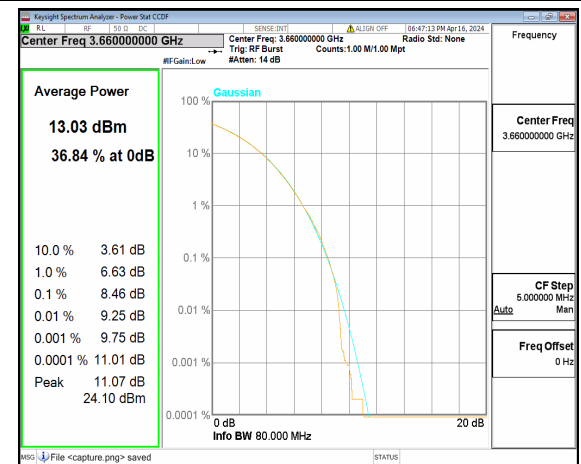 Keysight Spectrum Analyzer - Power Stat CCDF
RL RF 50 Ω DC SENSE:INT ALIGN OFF 06:47:13 PM Apr 16, 2024
Center Freq 3.660000000 GHz
Center Freq: 3.660000000 GHz Radio Std: None
Trig: RF Burst Counts:1.00 M/1.00 Mpt
#IFGain:Low #Atten: 14 dB
Average Power
13.03 dBm
36.84 % at 0dB
10.0 % 3.61 dB
1.0 % 6.63 dB
0.1 % 8.46 dB
0.01 % 9.25 dB
0.001 % 9.75 dB
0.0001 % 11.01 dB
Peak 11.07 dB
24.10 dBm
Gaussian
100 %
10 %
1 %
0.1 %
0.01 %
0.001 %
0.0001 %
0 dB 20 dB
Info BW 80.000 MHz
Frequency
Center Freq
3.660000000 GHz
CF Step
5.000000 MHz
Auto Man
Freq Offset
0 Hz
MSG File <capture.png> saved STATUS